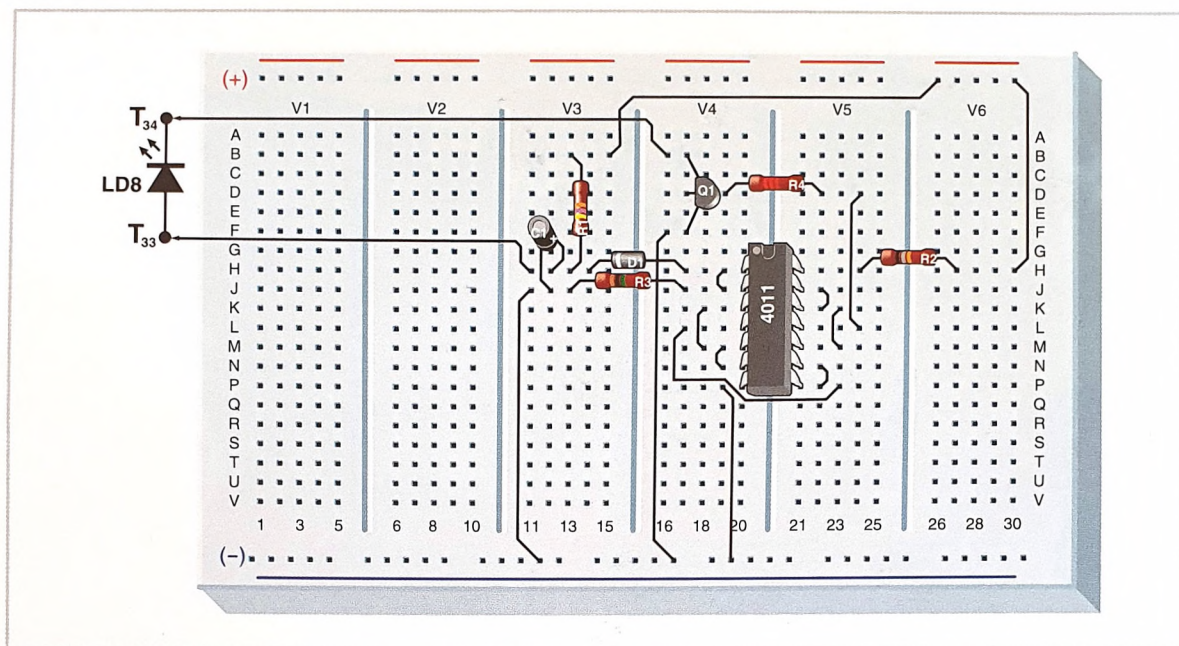 (+)
V1 V2 V3 V4 V5 V6
T34
LD8
T33
A A
B B
C C
D D
E E
F F
G G
H H
J J
K K
L L
M M
N N
P P
Q Q
R R
S S
T T
U U
V V
Q1 R4
C1 + R1
D1 R2
R3
4011
1 3 5 6 8 10 11 13 15 16 18 20 21 23 25 26 28 30
(–)